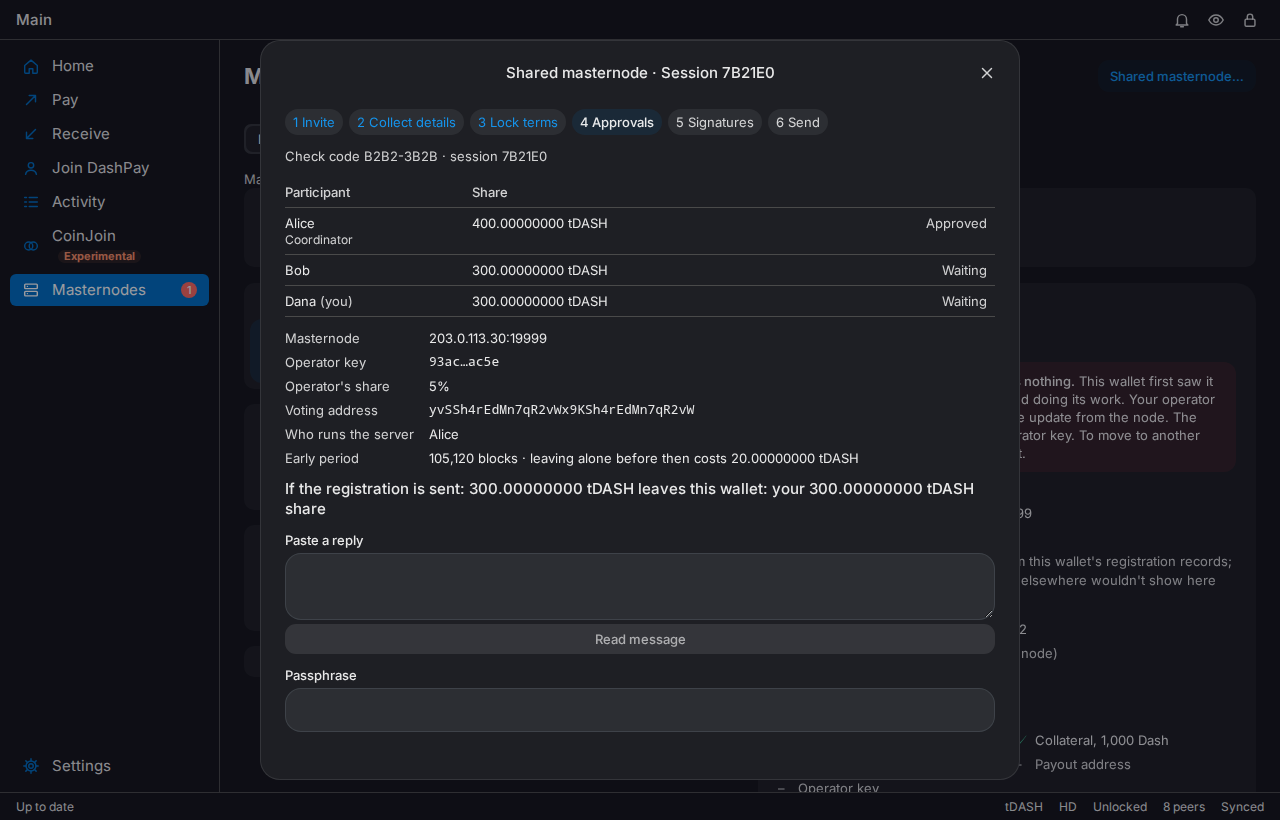 Main
Home
Pay
Receive
Join DashPay
Activity
CoinJoin
Experimental
Masternodes 1
Settings
Shared masternode...
Shared masternode · Session 7B21E0
1 Invite
2 Collect details
3 Lock terms
4 Approvals
5 Signatures
6 Send
Check code B2B2-3B2B · session 7B21E0
Participant Share
Alice 400.00000000 tDASH Approved
Coordinator
Bob 300.00000000 tDASH Waiting
Dana (you) 300.00000000 tDASH Waiting
Masternode 203.0.113.30:19999
Operator key 93ac…ac5e
Operator's share 5%
Voting address yvSSh4rEdMn7qR2vWx9KSh4rEdMn7qR2vW
Who runs the server Alice
Early period 105,120 blocks · leaving alone before then costs 20.00000000 tDASH
If the registration is sent: 300.00000000 tDASH leaves this wallet: your 300.00000000 tDASH
share
Paste a reply
Read message
Passphrase
nothing. This wallet first saw it
doing its work. Your operator
update from the node. The
key. To move to another
99
this wallet's registration records;
elsewhere wouldn't show here
2
node)
Collateral, 1,000 Dash
Payout address
– Operator key
Up to date
tDASH HD Unlocked 8 peers Synced